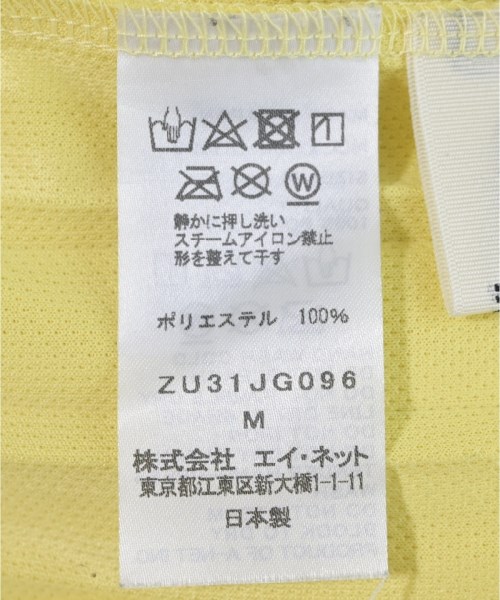 W
静かに押し洗い
スチームアイロン禁止
形を整えて干す
ポリエステル 100%
ZU31JG096
M
株式会社 エイ・ネット
東京都江東区新大橋1-1-11
日本製